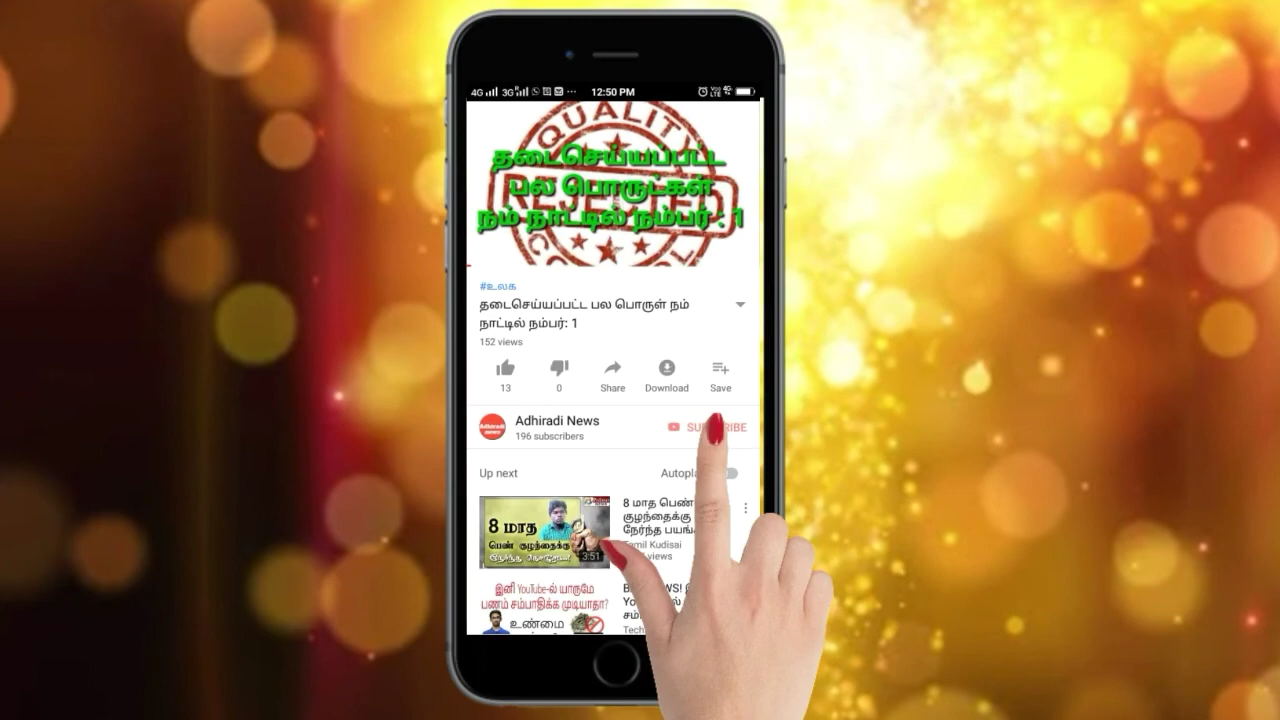 4G 3G 12:50 PM
QUALITY
தடைசெய்யப்பட்ட
பல பொருட்கள்
REJECTED
நம் நாட்டில் நம்பர் : 1
#உலக
தடைசெய்யப்பட்ட பல பொருள் நம்
நாட்டில் நம்பர்: 1
152 views
13 0 Share Download Save
Adhiradi News
196 subscribers
Up next
8 மாத பெண்
குழந்தைக்கு
நேர்ந்த
Tamil Kudisai
views
8 மாத
பெண் குழந்தைக்கு
3:51
இனி YouTube-ல் யாருமே
பணம் சம்பாதிக்க முடியாதா?
உண்மை